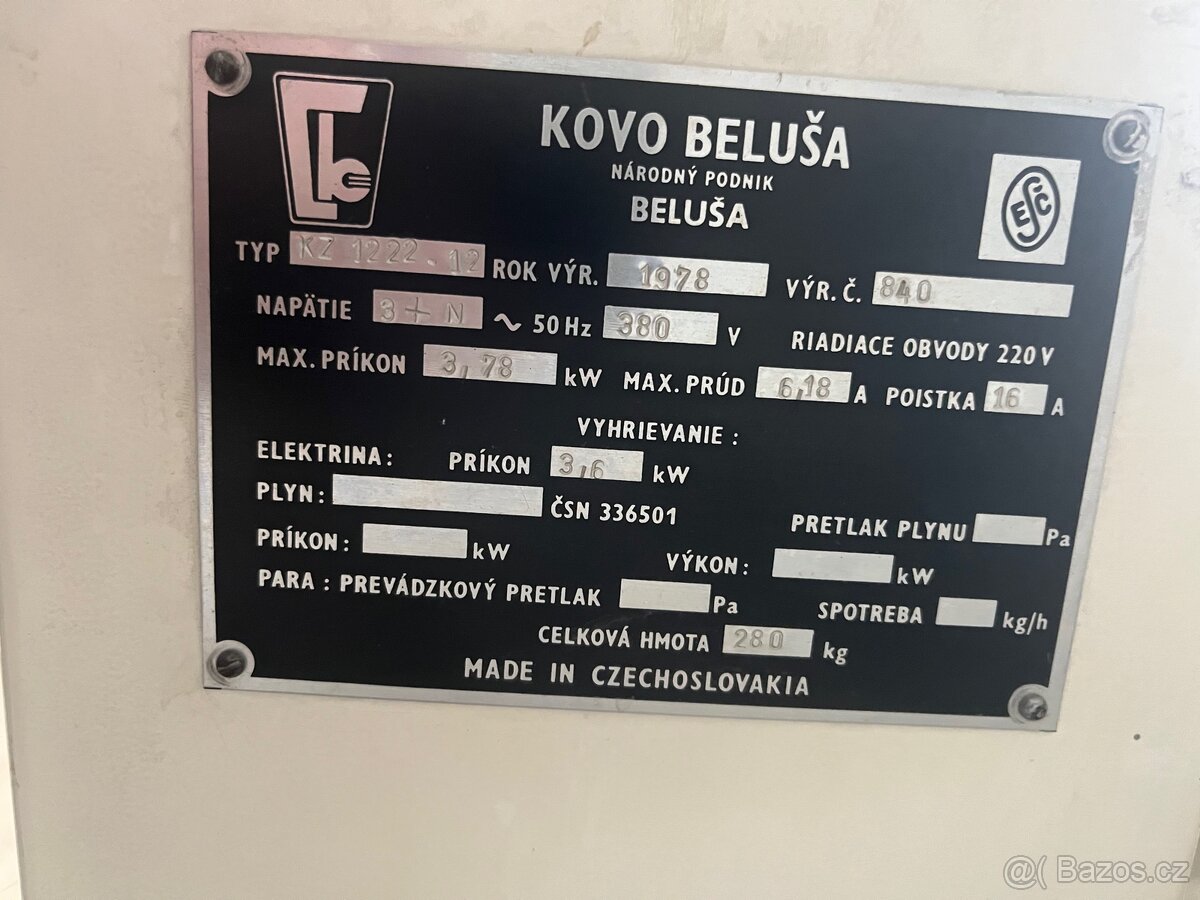 KOVO BELUŠA
NÁRODNÝ PODNIK
BELUŠA
EŠČ
TYP KZ 1222.12 ROK VÝR. 1978 VÝR. Č. 840
NAPÄTIE 3+N ~ 50 Hz 380 V RIADIACE OBVODY 220 V
MAX. PRÍKON 3,78 kW MAX. PRÚD 6,18 A POISTKA 16 A
VYHRIEVANIE :
ELEKTRINA : PRÍKON 3,6 kW
PLYN : ČSN 336501 PRETLAK PLYNU Pa
PRÍKON : kW VÝKON : kW
PARA : PREVÁDZKOVÝ PRETLAK Pa SPOTREBA kg/h
CELKOVÁ HMOTA 280 kg
MADE IN CZECHOSLOVAKIA
@( Bazos.cz